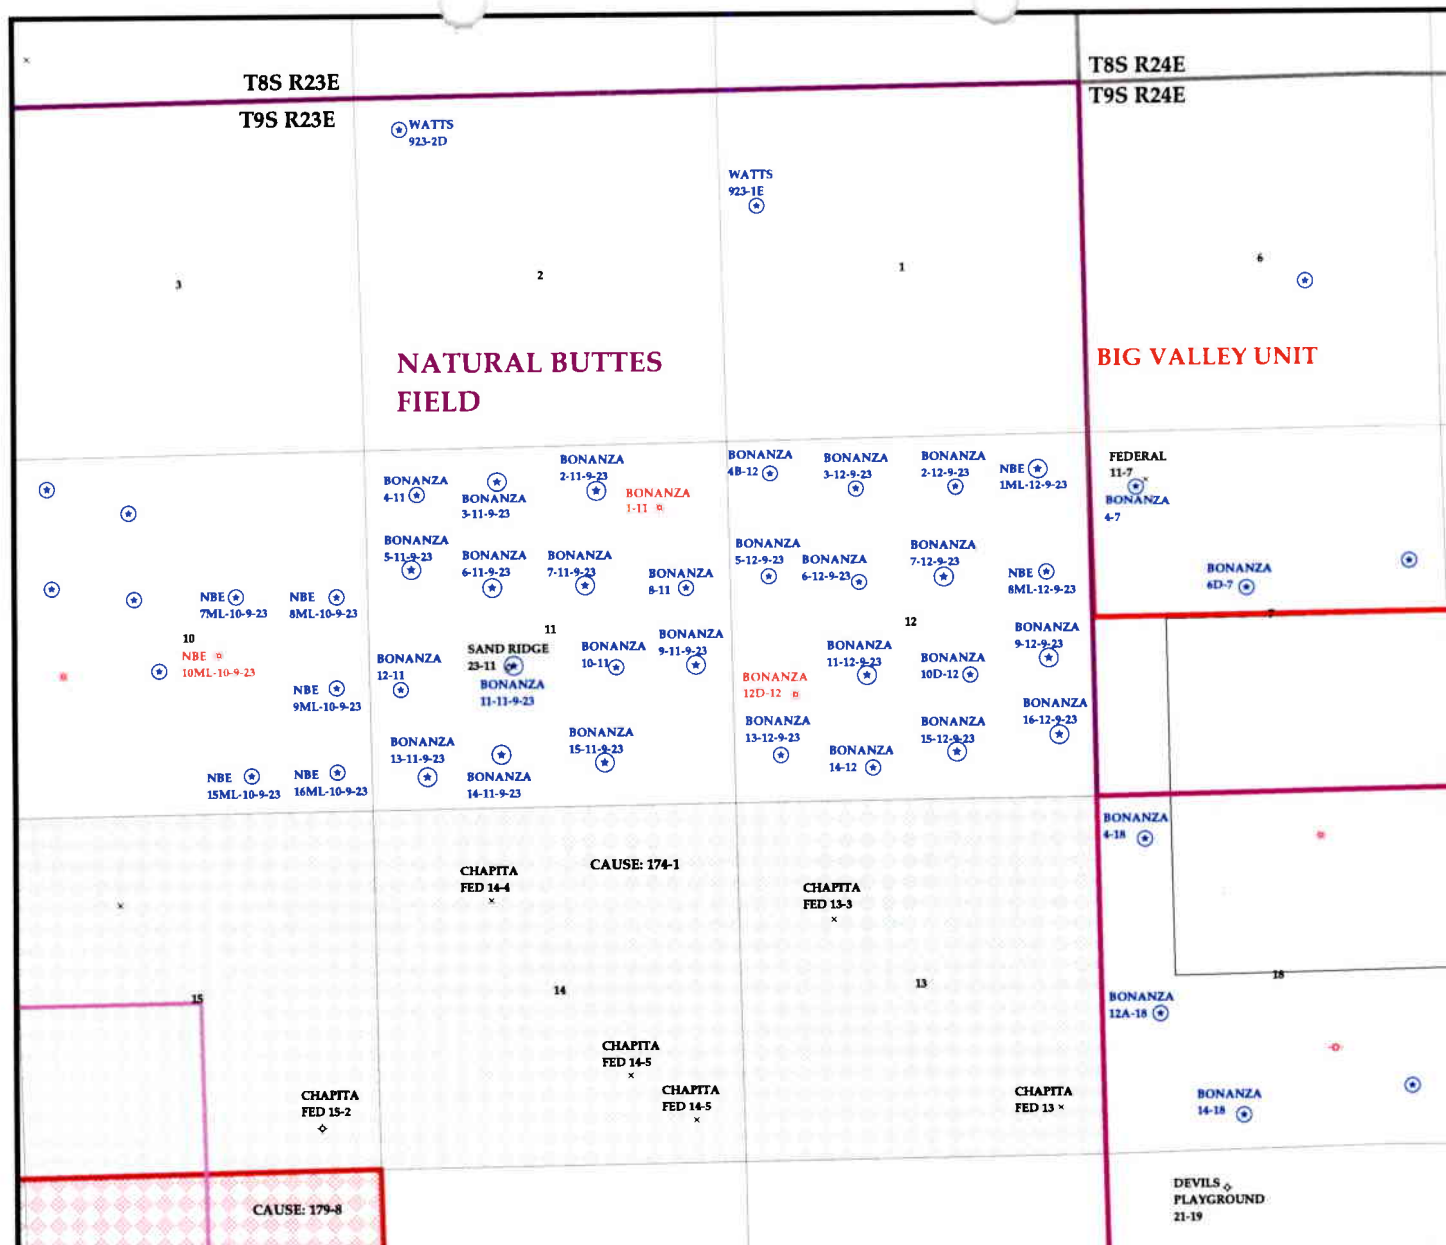 T8S R23E
T8S R24E
T9S R23E
T9S R24E
WATTS
923-2D
WATTS
923-1E
3
2
1
6
NATURAL BUTTES
FIELD
BIG VALLEY UNIT
BONANZA
4-11
BONANZA
3-11-9-23
BONANZA
2-11-9-23
BONANZA
1-11
BONANZA
4B-12
BONANZA
3-12-9-23
BONANZA
2-12-9-23
NBE
1ML-12-9-23
FEDERAL
11-7
BONANZA
4-7
BONANZA
5-11-9-23
BONANZA
6-11-9-23
BONANZA
7-11-9-23
BONANZA
8-11
BONANZA
5-12-9-23
BONANZA
6-12-9-23
BONANZA
7-12-9-23
NBE
8ML-12-9-23
BONANZA
6D-7
NBE
7ML-10-9-23
NBE
8ML-10-9-23
10
11
12
7
NBE
10ML-10-9-23
BONANZA
12-11
SAND RIDGE
23-11
BONANZA
11-11-9-23
BONANZA
10-11
BONANZA
9-11-9-23
BONANZA
12D-12
BONANZA
11-12-9-23
BONANZA
10D-12
BONANZA
9-12-9-23
NBE
9ML-10-9-23
BONANZA
13-11-9-23
BONANZA
14-11-9-23
BONANZA
15-11-9-23
BONANZA
13-12-9-23
BONANZA
14-12
BONANZA
15-12-9-23
BONANZA
16-12-9-23
NBE
15ML-10-9-23
NBE
16ML-10-9-23
BONANZA
4-18
CHAPITA
FED 14-4
CAUSE: 174-1
CHAPITA
FED 13-3
15
14
13
18
BONANZA
12A-18
CHAPITA
FED 14-5
CHAPITA
FED 14-5
CHAPITA
FED 13
CHAPITA
FED 15-2
BONANZA
14-18
CAUSE: 179-8
DEVILS
PLAYGROUND
21-19